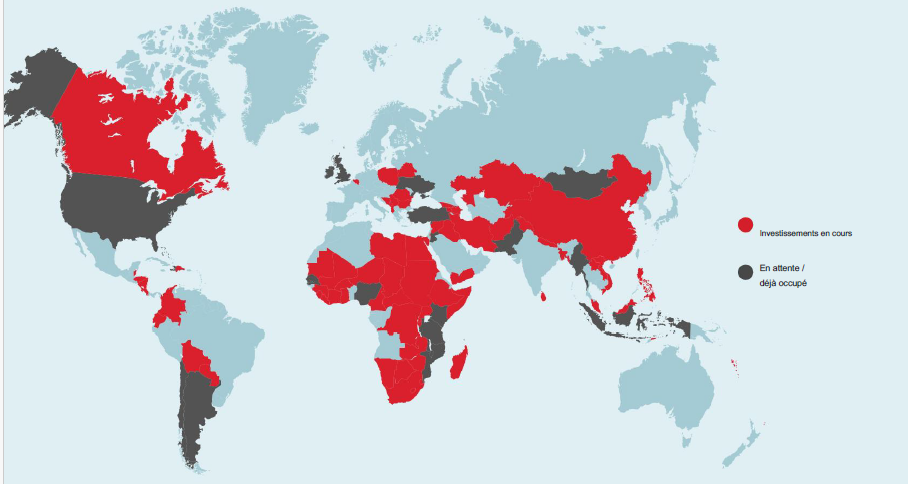 Investissements en cours
En attente /
déjà occupé